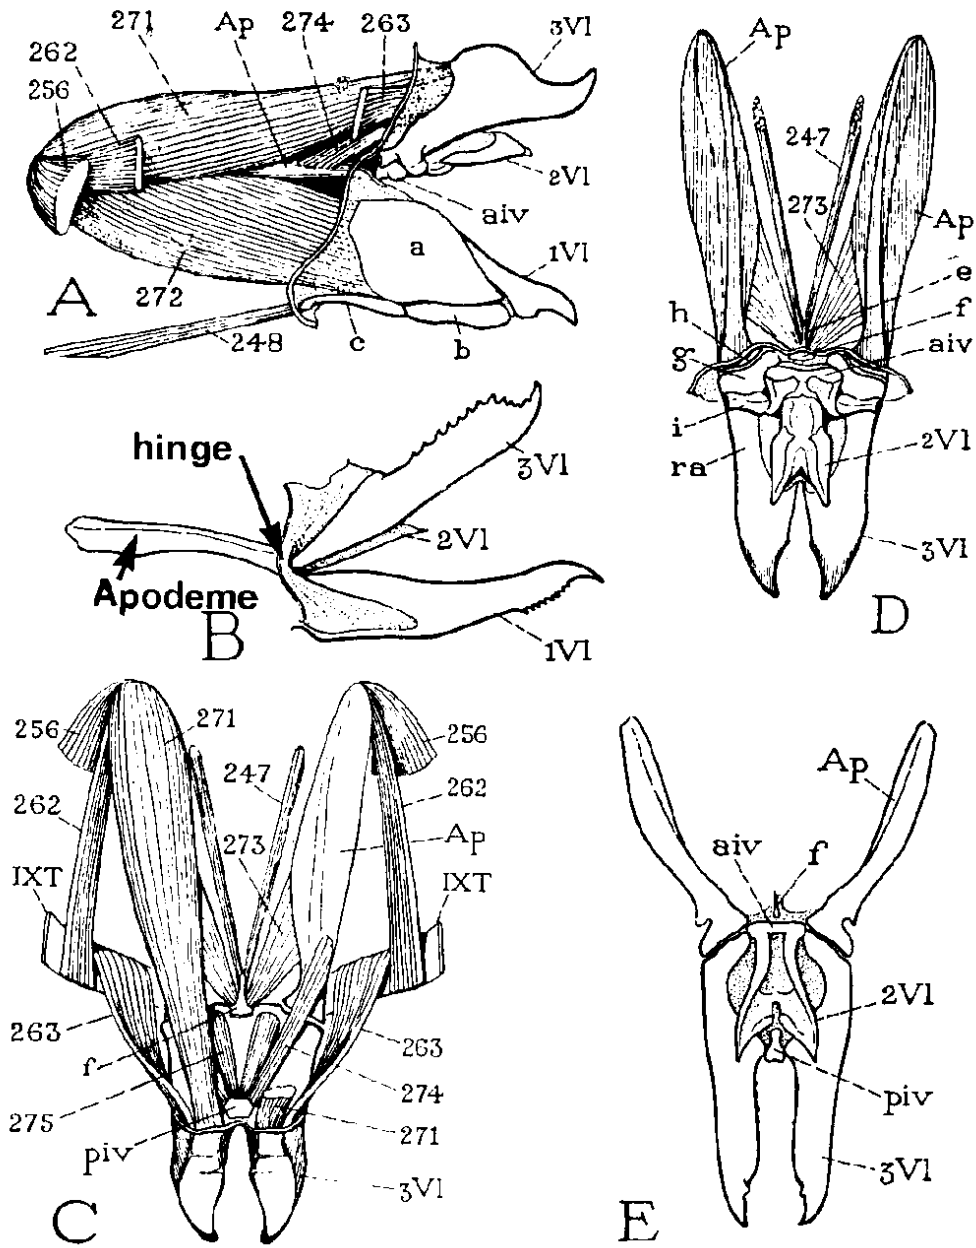 271 Ap 274 263 3Vl
262
256
2Vl
aiv
a
1Vl
A 272
248 c b
Ap
247
273
Ap
e
h f
g aiv
i
ra 2Vl
3Vl
D
hinge
3Vl
2Vl
Apodeme
B
1Vl
256 271 256
247
262 262
273 Ap
IXT IXT
263 263
f
275 274
piv 271
3Vl
C
Ap
aiv f
2Vl
piv
3Vl
E